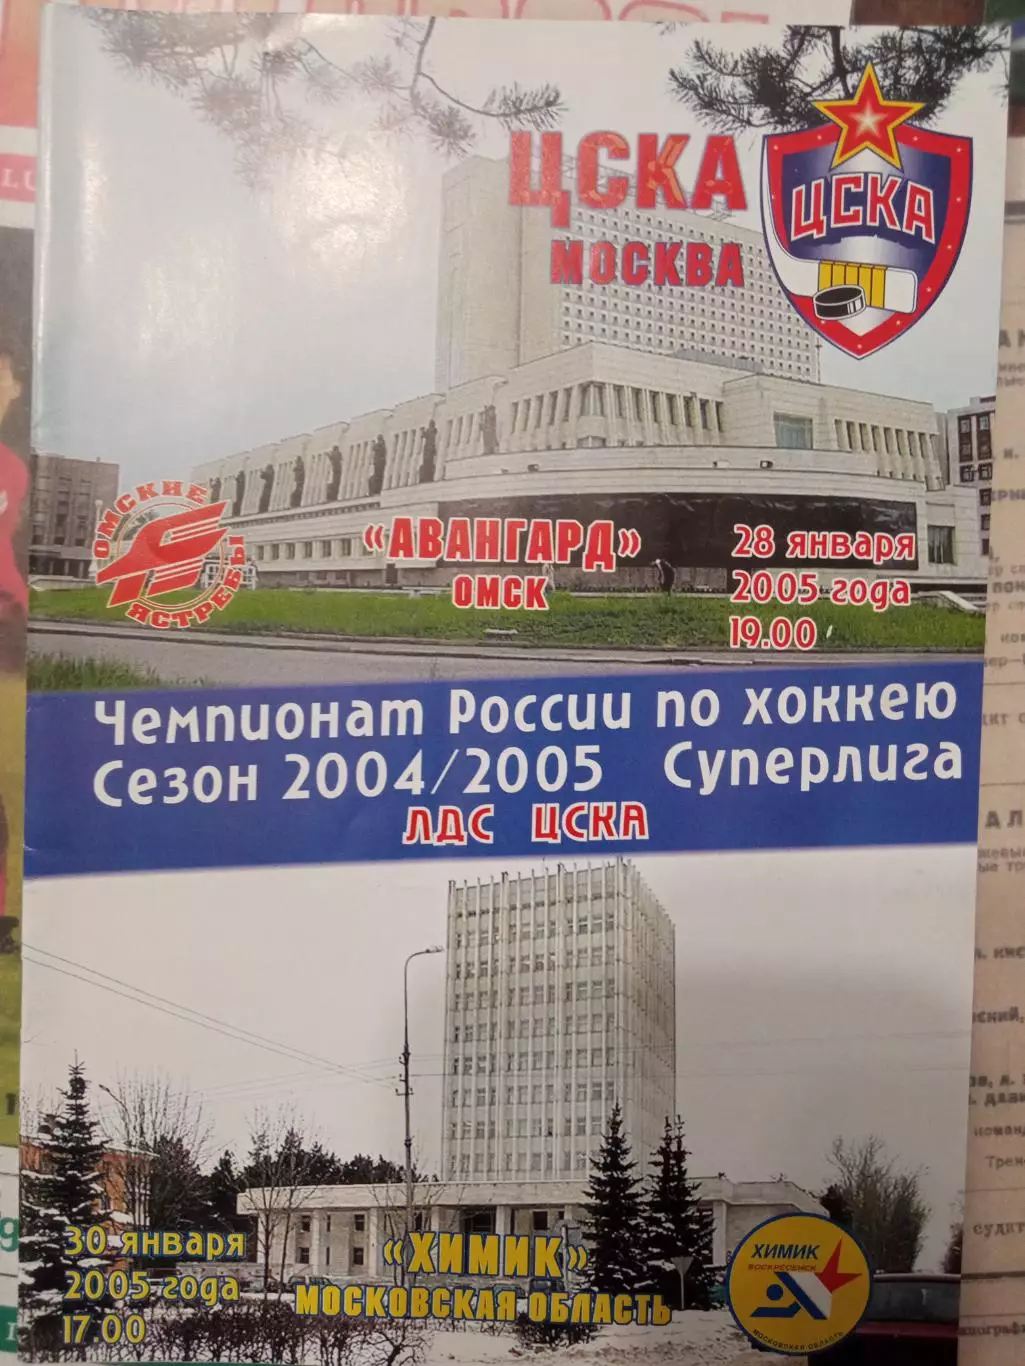 ЦСКА
МОСКВА
ЦСКА
ОМСКИЕ
ЯСТРЕБЫ
«АВАНГАРД»
ОМСК
28 января
2005 года
19.00
Чемпионат России по хоккею
Сезон 2004/2005 Суперлига
ЛДС ЦСКА
30 января
2005 года
17.00
«ХИМИК»
МОСКОВСКАЯ ОБЛАСТЬ
ХИМИК
ВОСКРЕСЕНСК
МОСКОВСКАЯ ОБЛАСТЬ